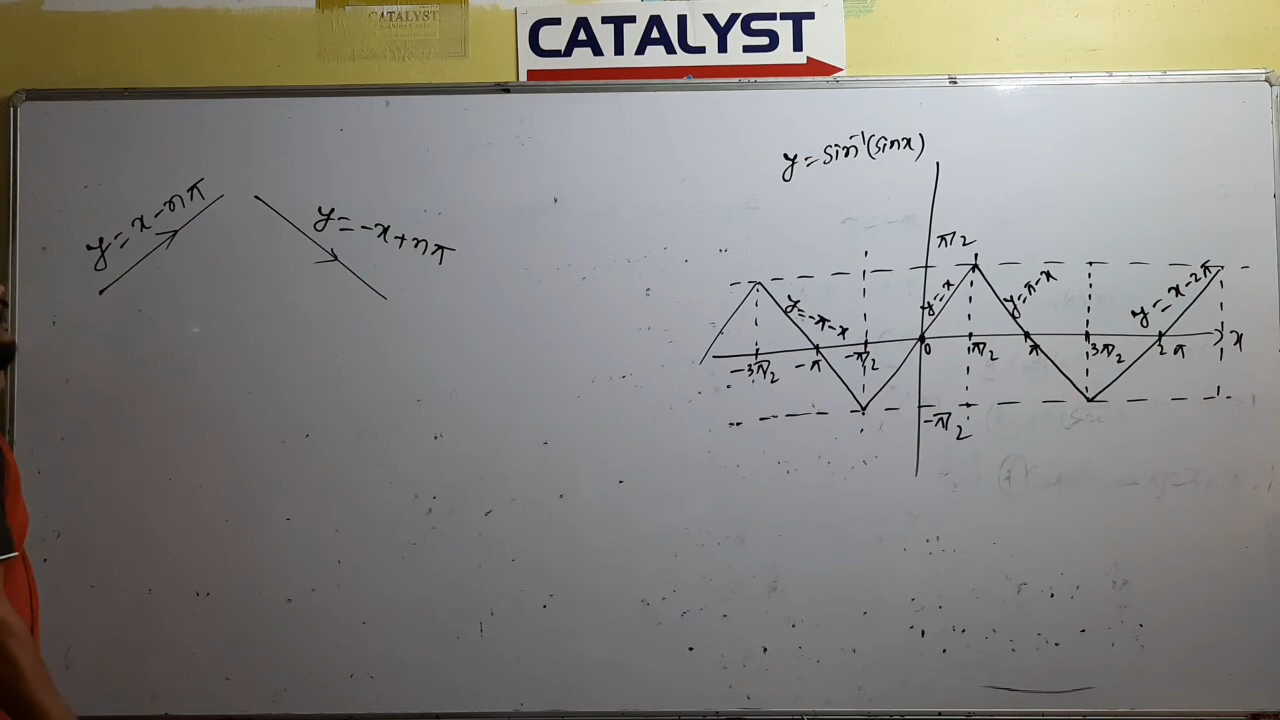 CATALYST
CATALYST
y = sin⁻¹(sinx)
y = x - nπ
y = -x + nπ
π/2
y = -π - x
y = x
y = π - x
y = x - 2π
-3π/2
-π
-π/2
0
π/2
π
3π/2
2π
x
-π/2